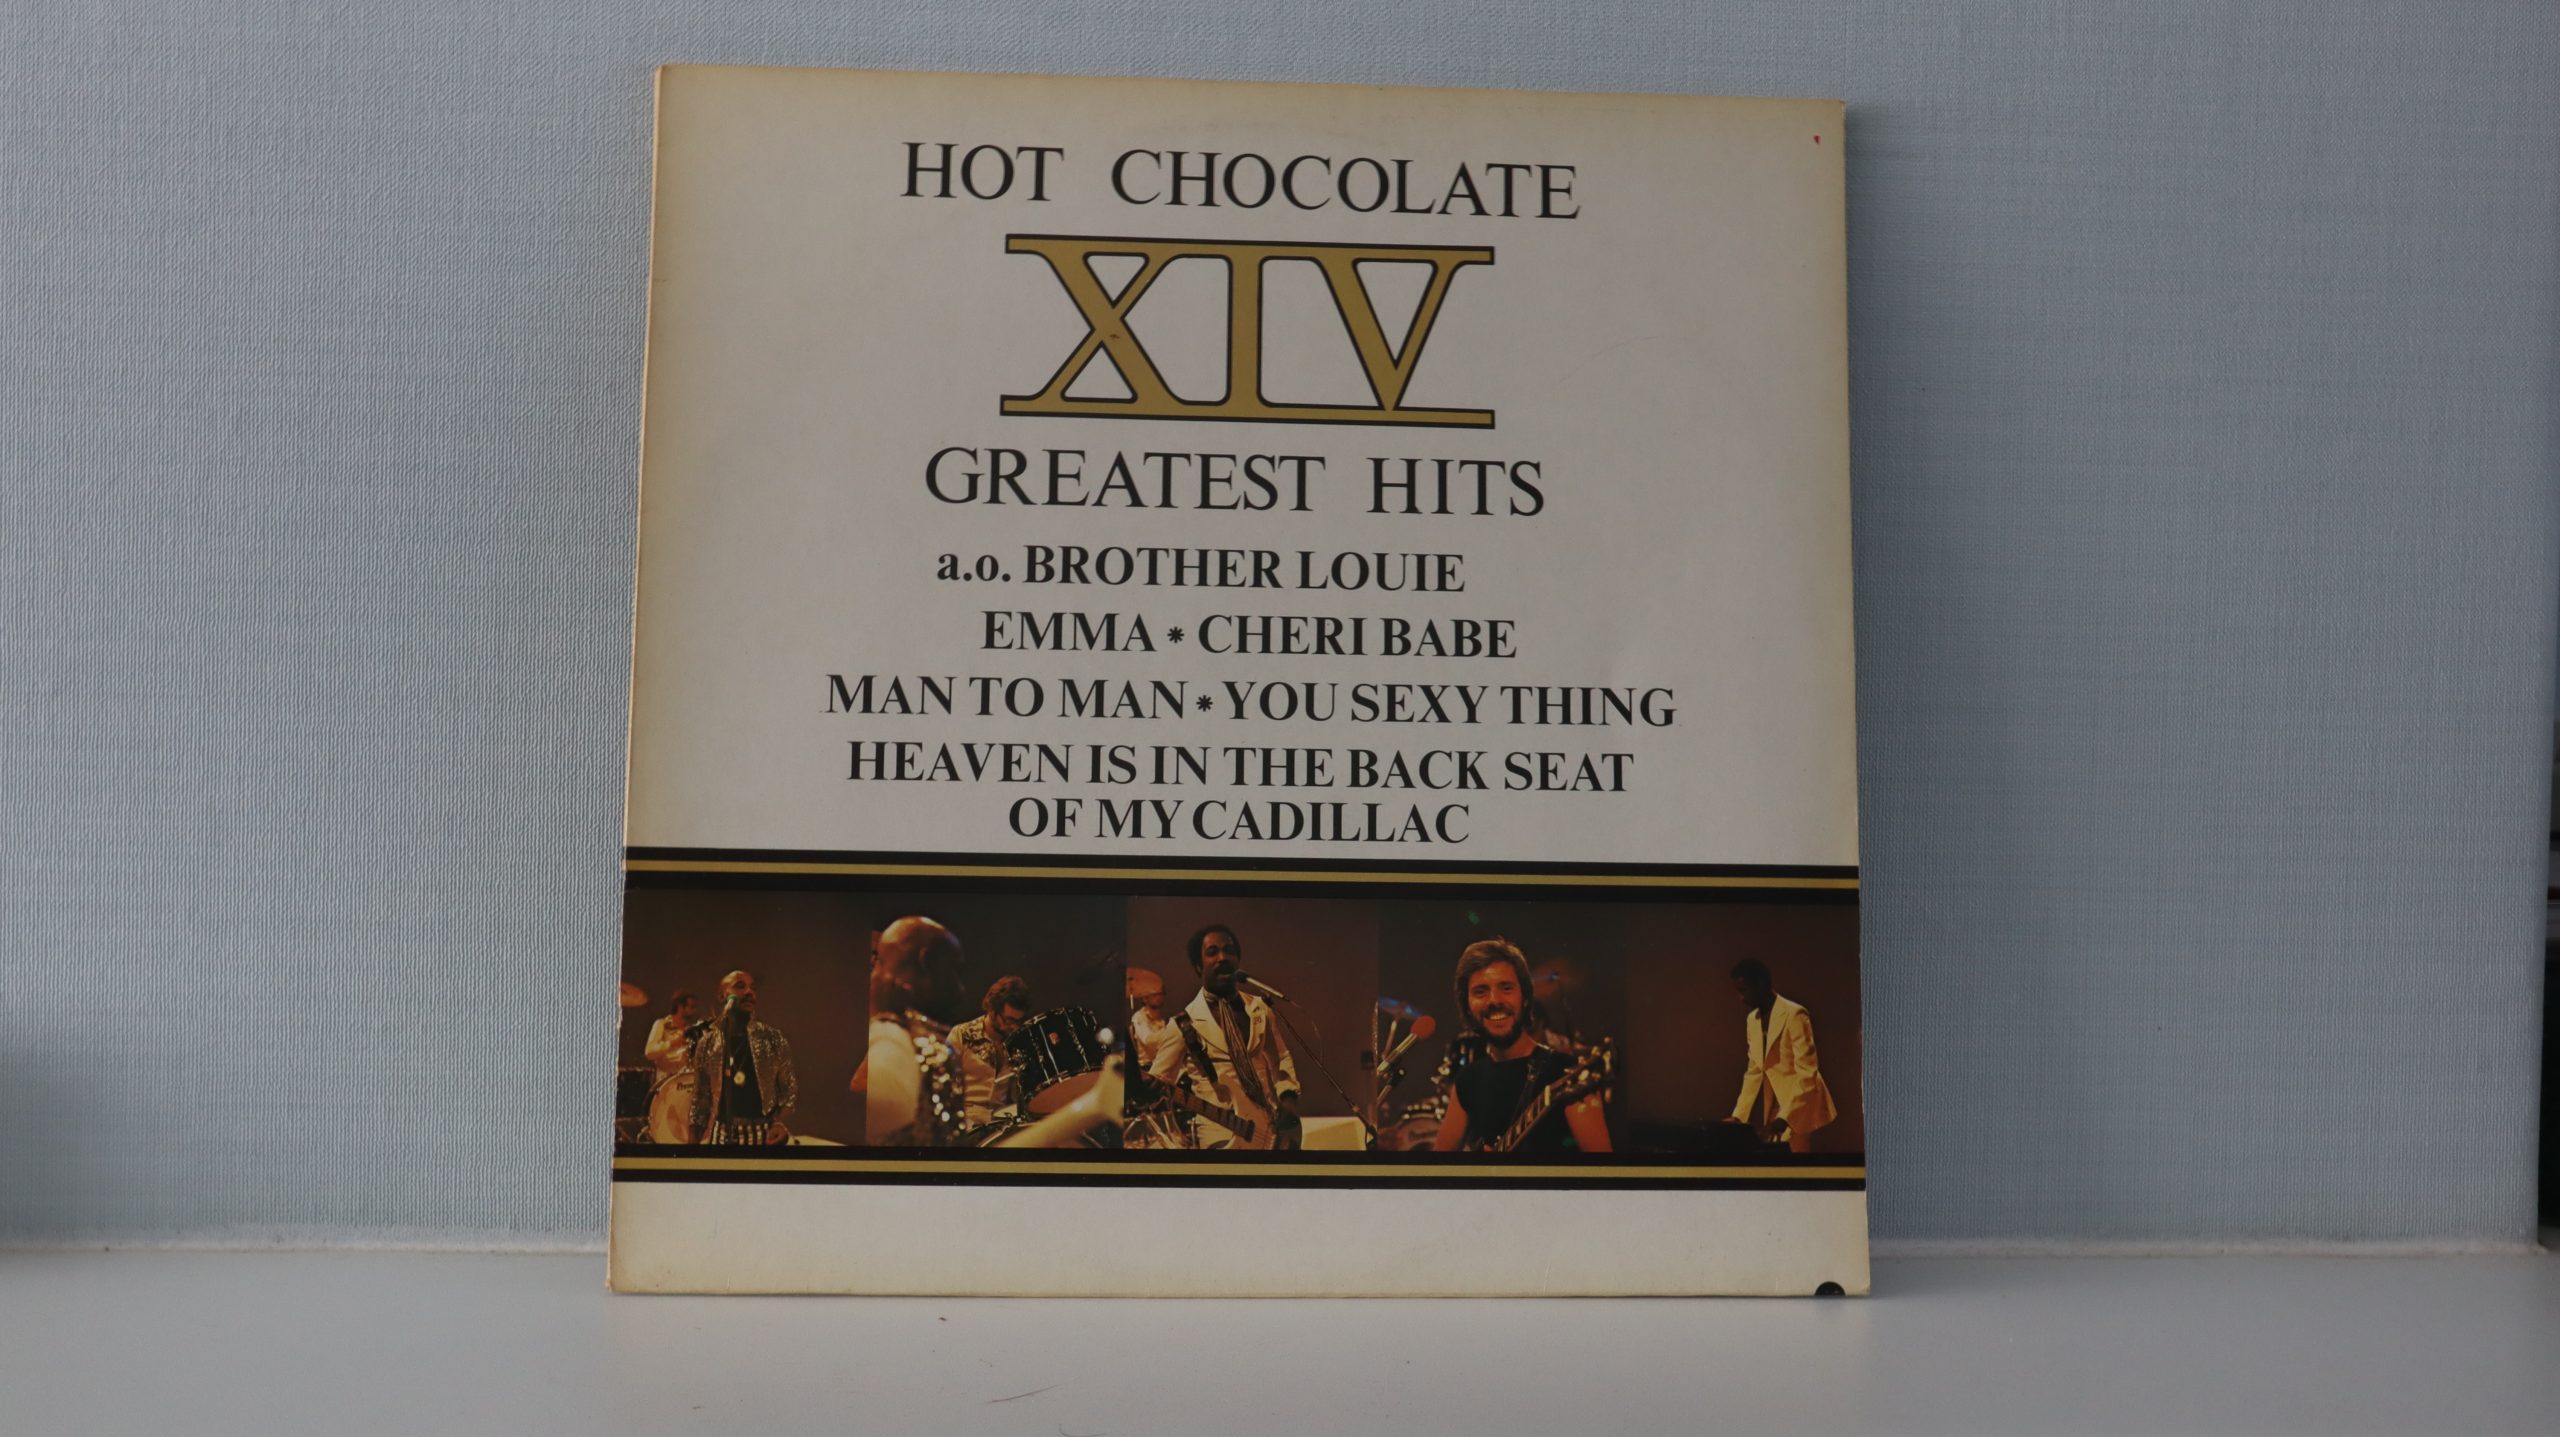 HOT CHOCOLATE
XIV
GREATEST HITS
a.o. BROTHER LOUIE
EMMA * CHERI BABE
MAN TO MAN * YOU SEXY THING
HEAVEN IS IN THE BACK SEAT
OF MY CADILLAC